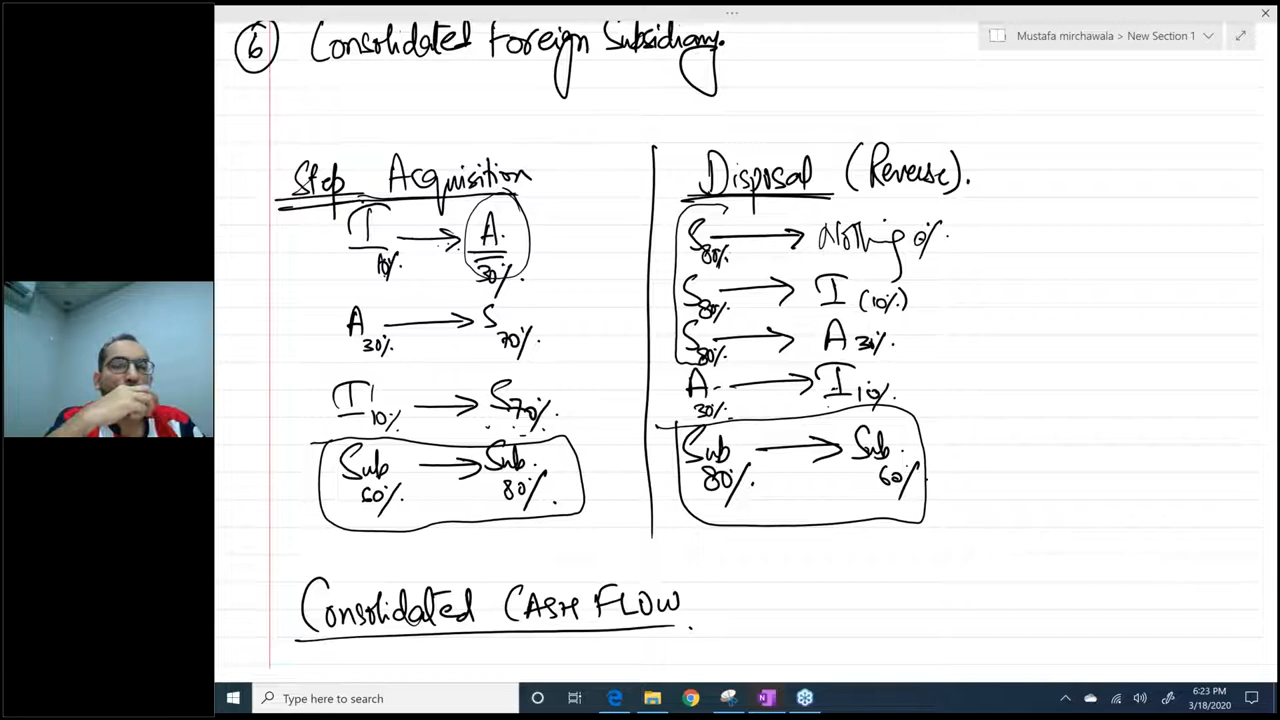 Mustafa mirchawala > New Section 1
⑥ Consolidated Foreign Subsidiary.
Step Acquisition
I 10% → A 30%
A 30% → S 70%
I 10% → S 70%
Sub 60% → Sub 80%
Disposal (Reverse).
S 80% → Nothing 0%
S 80% → I (10%)
S 80% → A 30%
A 30% → I 10%
Sub 80% → Sub 60%
Consolidated CASH FLOW
Type here to search
6:23 PM
3/18/2020